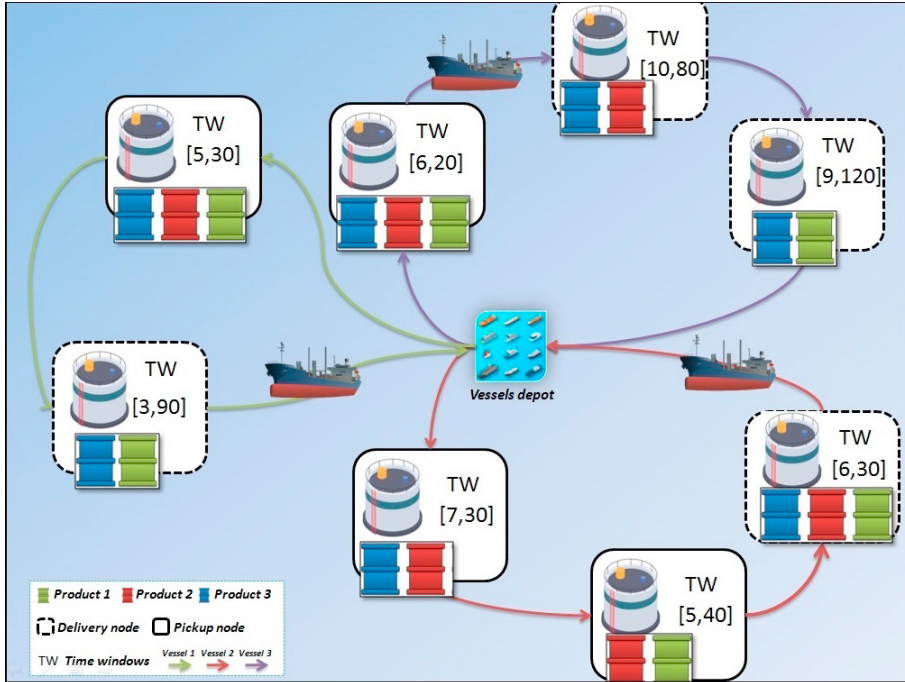 TW
[10,80]
TW
[5,30]
TW
[6,20]
TW
[9,120]
TW
[3,90]
Vessels depot
TW
[7,30]
TW
[6,30]
TW
[5,40]
Product 1 Product 2 Product 3
Delivery node Pickup node
TW Time windows Vessel 1 Vessel 2 Vessel 3